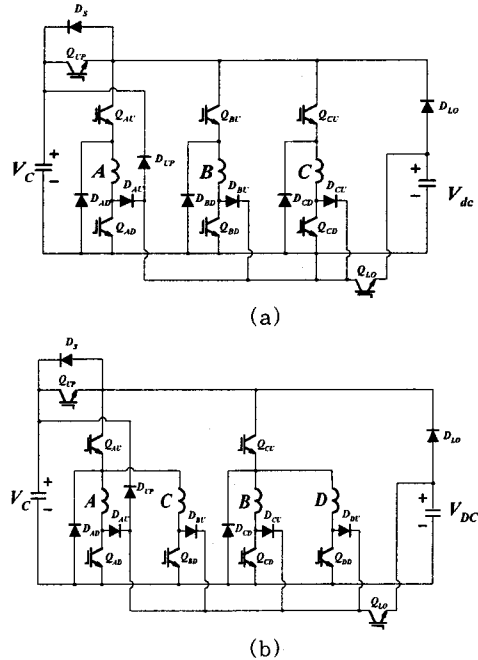 D_S
Q_UP
Q_AU
Q_BU
Q_CU
D_LO
V_C
+
-
A
D_UP
B
D_BU
C
D_CU
+
-
V_dc
D_AD
D_AU
D_BD
D_CD
Q_AD
Q_BD
Q_CD
Q_LO
(a)
D_S
Q_UP
Q_AU
Q_CU
D_LO
V_C
+
-
A
D_UP
C
D_BU
B
D_CU
D
D_DU
+
-
V_DC
D_AD
D_AU
D_CD
Q_AD
Q_BD
Q_CD
Q_DD
Q_LO
(b)